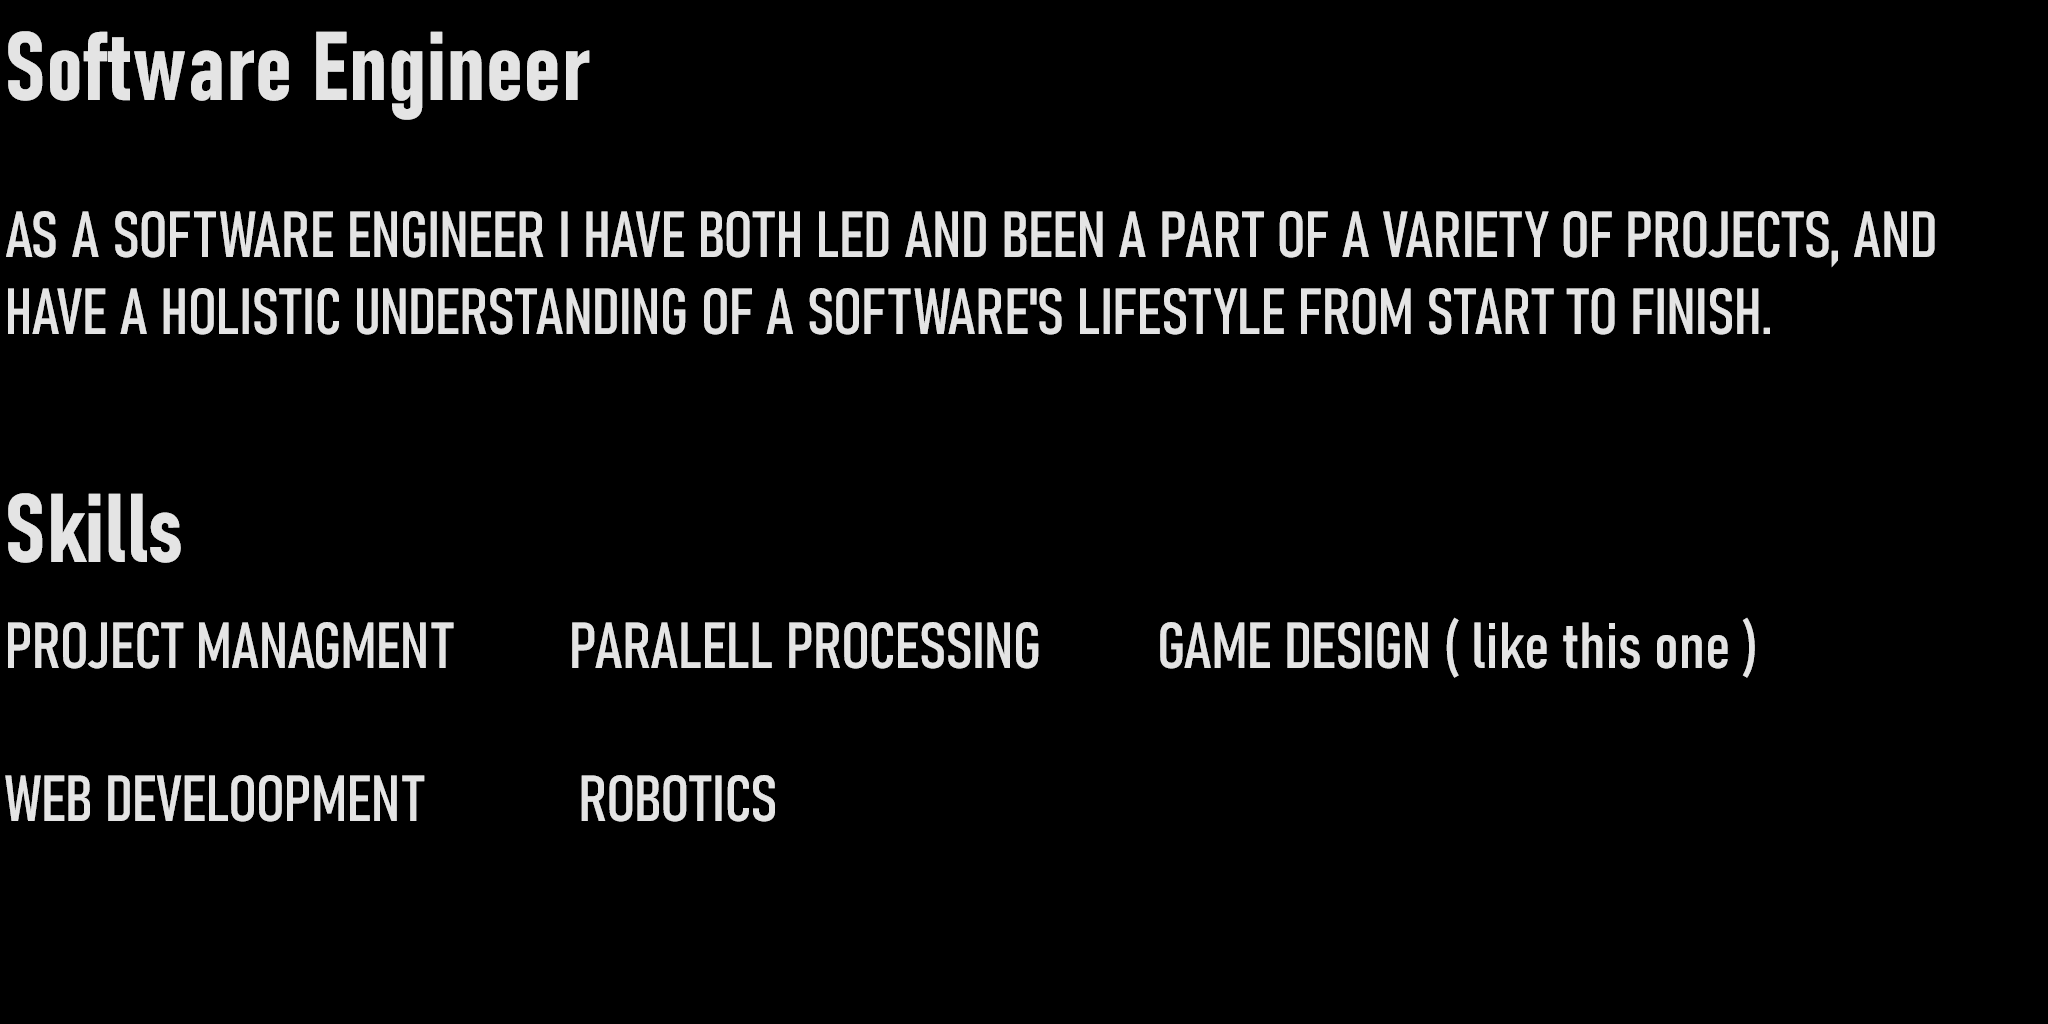 Software Engineer
AS A SOFTWARE ENGINEER I HAVE BOTH LED AND BEEN A PART OF A VARIETY OF PROJECTS, AND
HAVE A HOLISTIC UNDERSTANDING OF A SOFTWARE'S LIFESTYLE FROM START TO FINISH.
Skills
PROJECT MANAGMENT PARALELL PROCESSING GAME DESIGN ( like this one )
WEB DEVELOOPMENT ROBOTICS